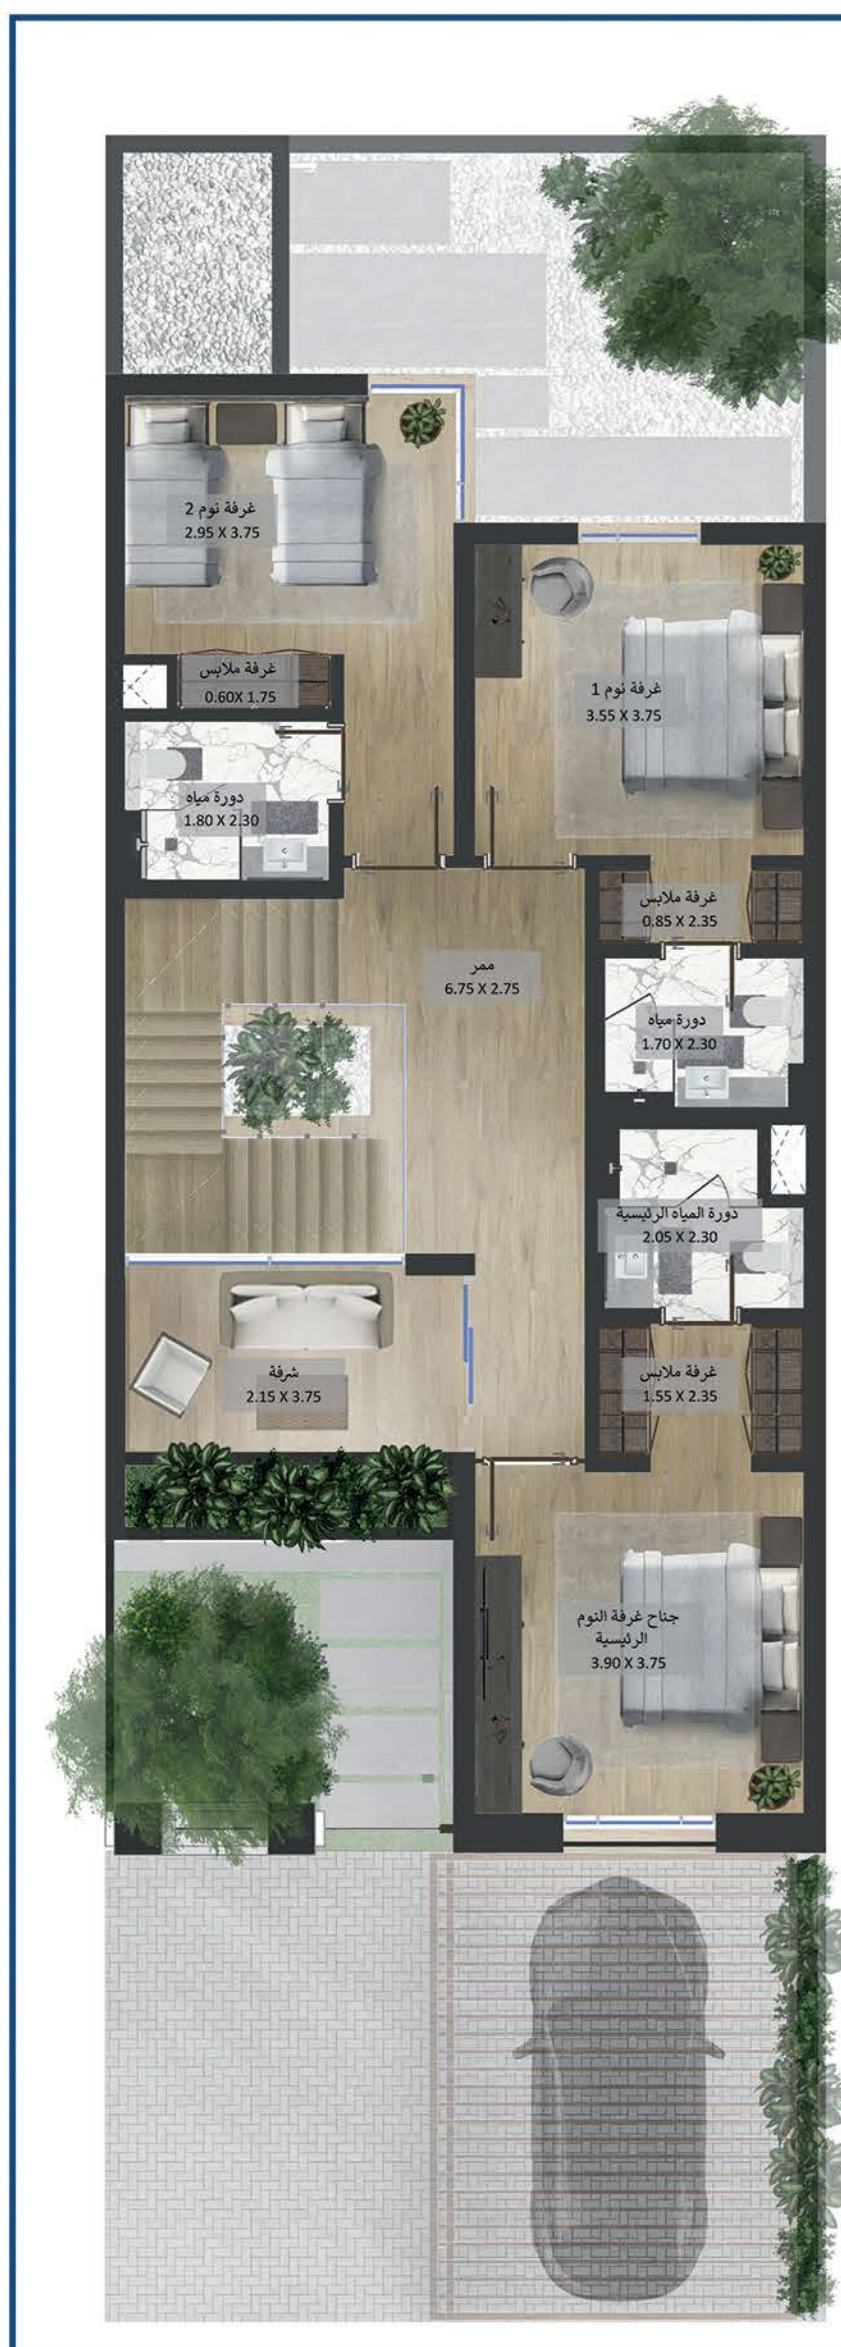 غرفة نوم 2
2.95 X 3.75
غرفة ملابس
0.60X 1.75
غرفة نوم 1
3.55 X 3.75
دورة مياه
1.80 X 2.30
غرفة ملابس
0.85 X 2.35
ممر
6.75 X 2.75
دورة مياه
1.70 X 2.30
دورة المياه الرئيسية
2.05 X 2.30
شرفة
2.15 X 3.75
غرفة ملابس
1.55 X 2.35
جناح غرفة النوم
الرئيسية
3.90 X 3.75